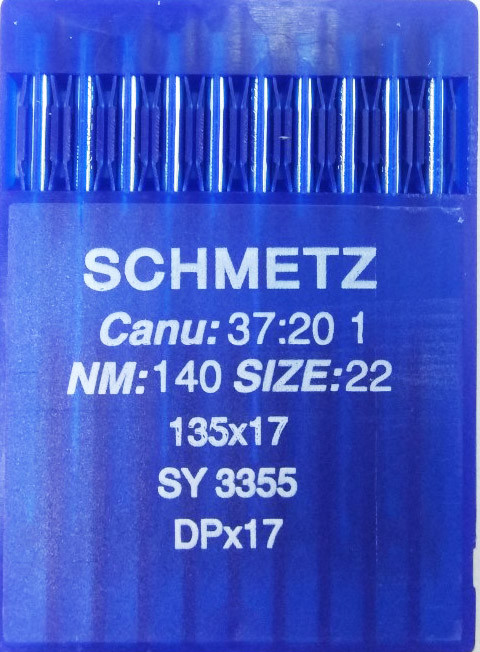 SCHMETZ
Canu: 37:20 1
NM:140 SIZE:22
135x17
SY 3355
DPx17